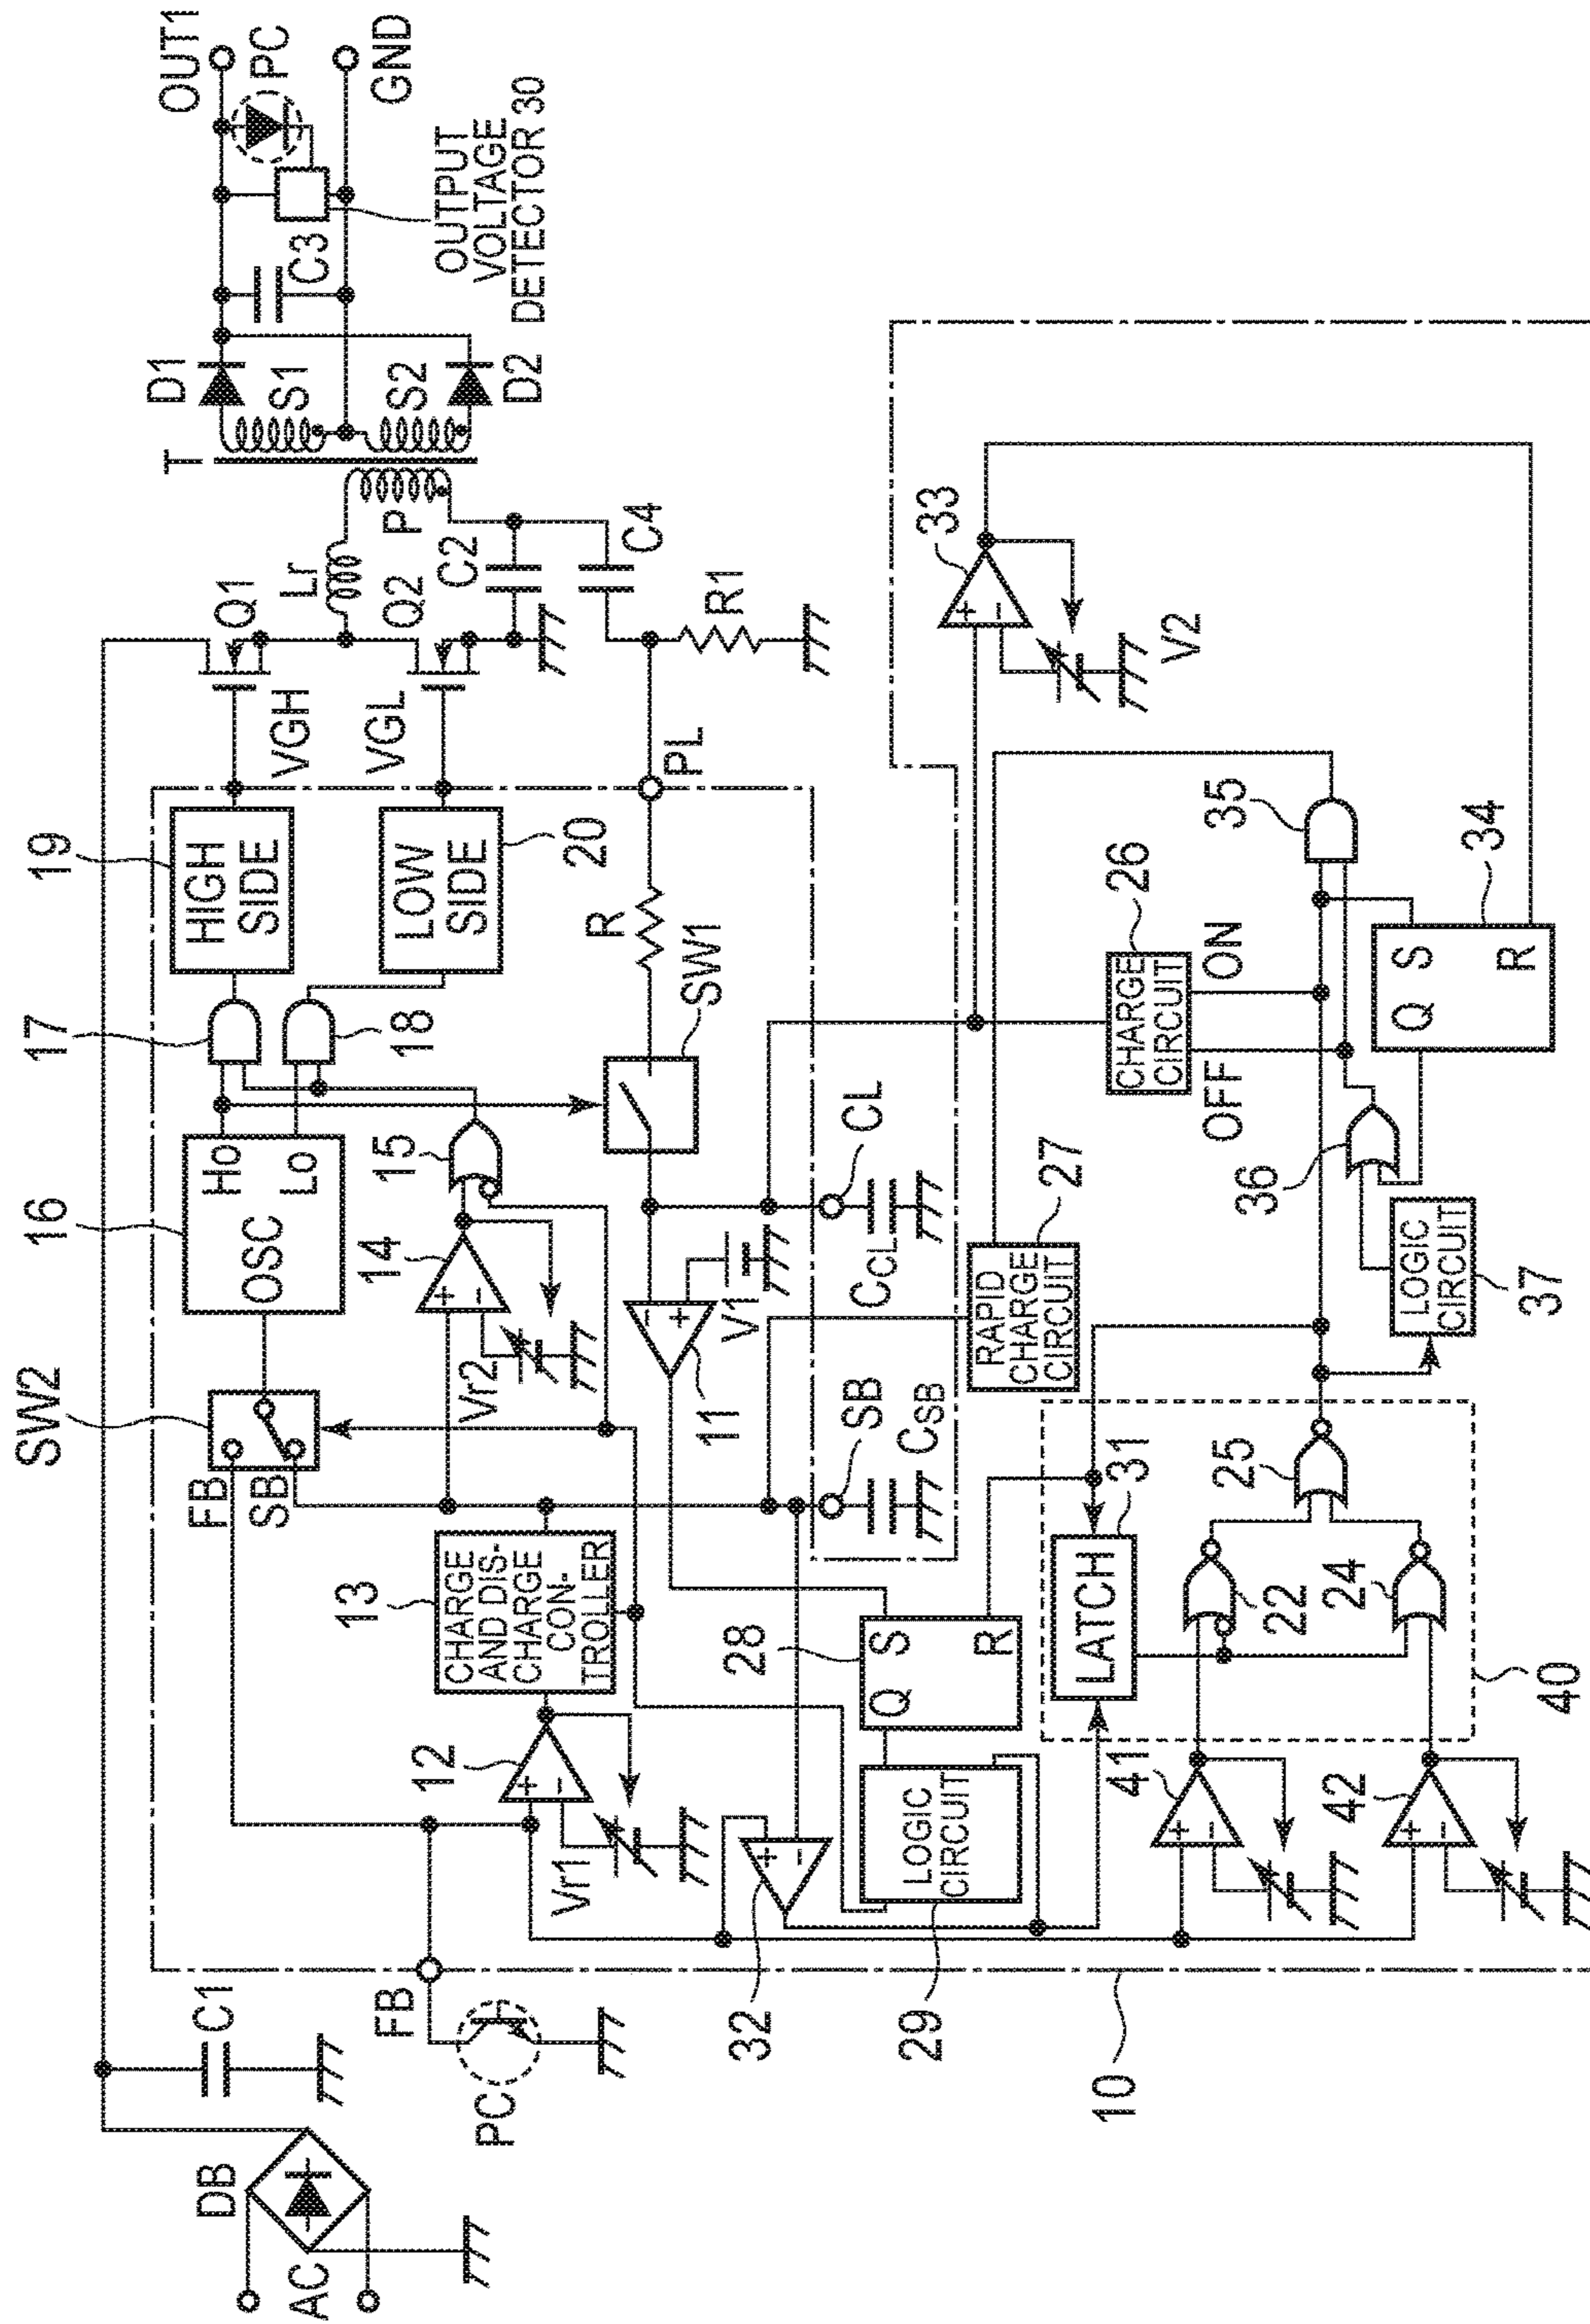 OUT1
PC
GND
OUTPUT
VOLTAGE
DETECTOR 30
C3
D1
S1
S2
D2
T
P
Lr
Q1
Q2
C2
C4
R1
VGH
VGL
PL
19
HIGH
SIDE
LOW
SIDE
20
R
SW1
17
18
16
Ho
Lo
OSC
15
14
+
−
Vr2
SW2
FB
SB
V1
−
+
11
CL
CCL
SB
CSB
13
CHARGE
AND DIS-
CHARGE
CON-
TROLLER
12
+
−
Vr1
FB
PC
C1
DB
AC
10
32
+
−
29
LOGIC
CIRCUIT
28
Q
S
R
27
RAPID
CHARGE
CIRCUIT
26
CHARGE
CIRCUIT
ON
OFF
33
+
−
V2
35
34
Q
S
R
36
37
LOGIC
CIRCUIT
31
LATCH
25
22
24
40
41
+
−
42
+
−